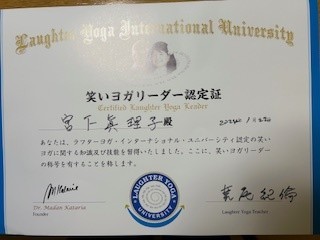 Laughter Yoga International University
笑いヨガリーダー認定証
Certified Laughter Yoga Leader
宮下眞理子殿
あなたは、ラフターヨガ・インターナショナル・ユニバーシティ認定の笑い
ヨガに関する知識及び技能を習得いたしました。ここに、笑いヨガリーダー
の称号を有することを称します。
Dr. Madan Kataria
Founder
LAUGHTER YOGA
UNIVERSITY
Laughter Yoga Teacher